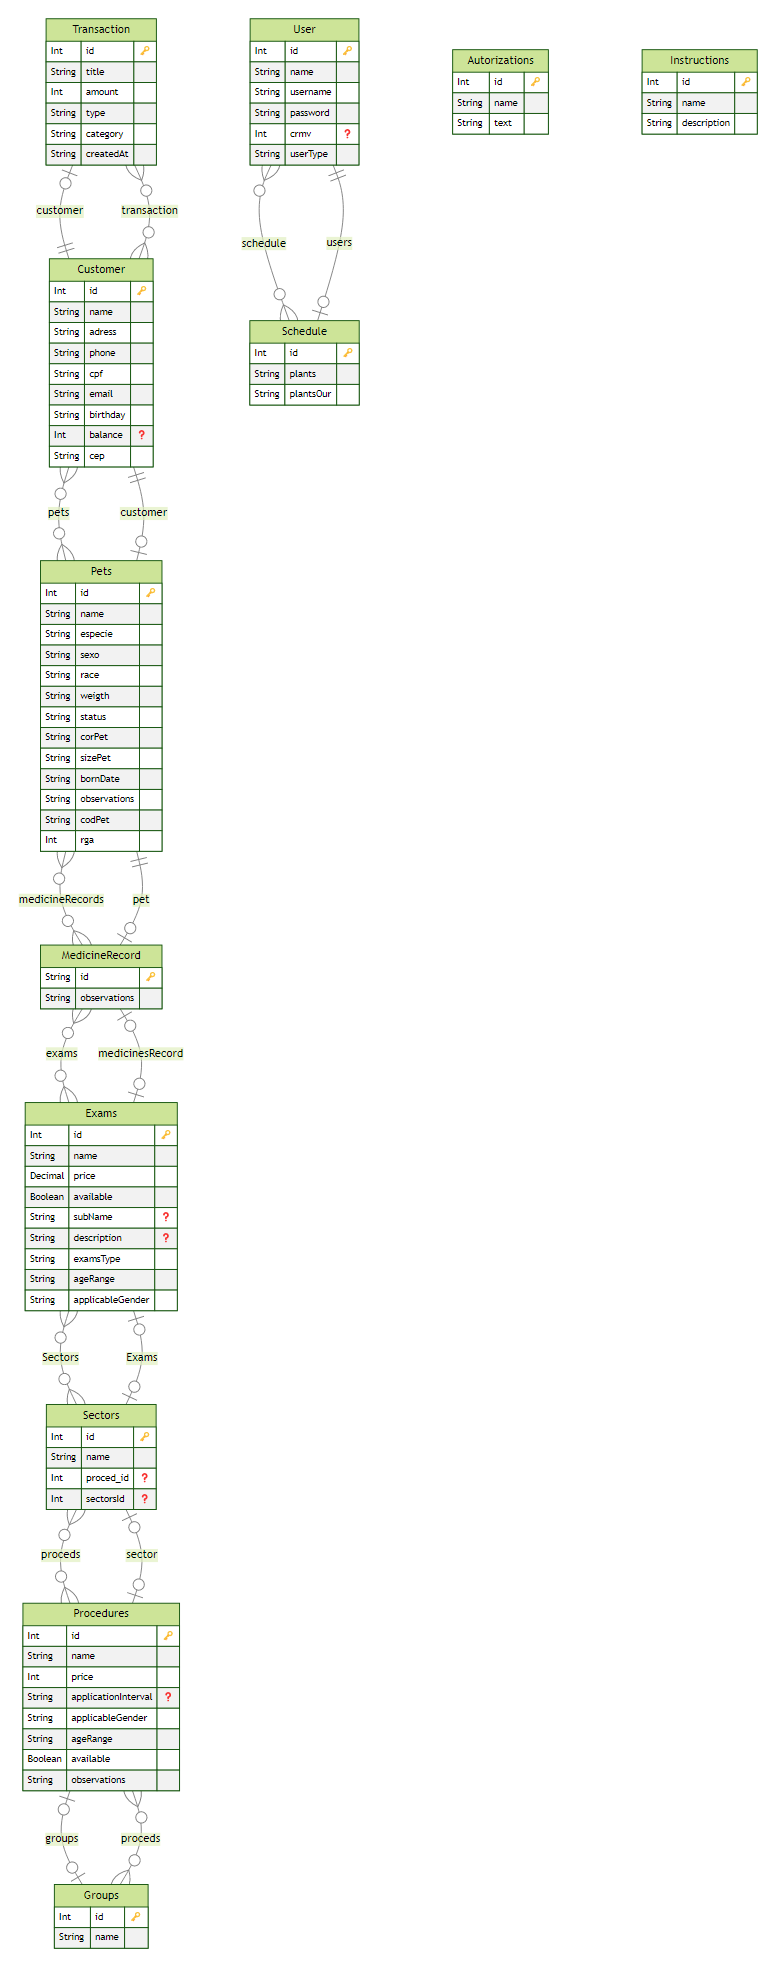 Transaction
Int id
String title
Int amount
String type
String category
String createdAt
customer
transaction
Customer
Int id
String name
String adress
String phone
String cpf
String email
String birthday
Int balance ?
String cep
pets
customer
Pets
Int id
String name
String especie
String sexo
String race
String weigth
String status
String corPet
String sizePet
String bornDate
String observations
String codPet
Int rga
medicineRecords
pet
MedicineRecord
String id
String observations
exams
medicinesRecord
Exams
Int id
String name
Decimal price
Boolean available
String subName ?
String description ?
String examsType
String ageRange
String applicableGender
Sectors
Exams
Sectors
Int id
String name
Int proced_id ?
Int sectorsId ?
proceds
sector
Procedures
Int id
String name
Int price
String applicationInterval ?
String applicableGender
String ageRange
Boolean available
String observations
groups
proceds
Groups
Int id
String name
User
Int id
String name
String username
String password
Int crmv ?
String userType
schedule
users
Schedule
Int id
String plants
String plantsOur
Autorizations
Int id
String name
String text
Instructions
Int id
String name
String description